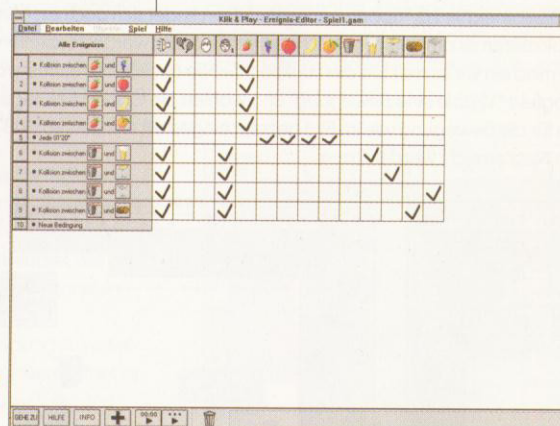 Klik & Play - Ereignis-Editor - Spiel1.gam
Datei Bearbeiten Spiel Hilfe
Alle Ereignisse
1 Kollision zwischen und
2 Kollision zwischen und
3 Kollision zwischen und
4 Kollision zwischen und
5 Jede 01'20"
6 Kollision zwischen und
7 Kollision zwischen und
8 Kollision zwischen und
9 Kollision zwischen und
10 Neue Bedingung
GEHE ZU HILFE INFO 00:00